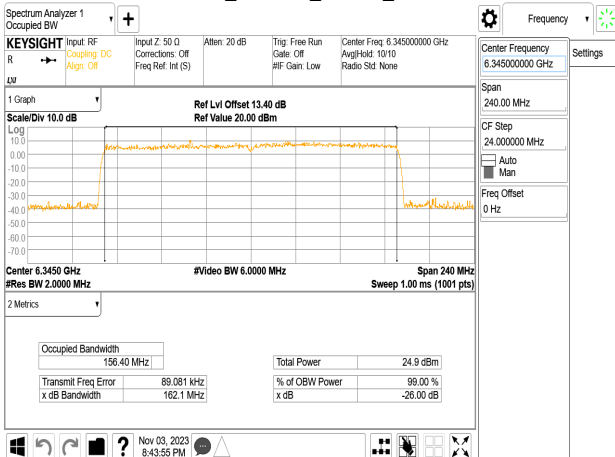 Spectrum Analyzer 1
Occupied BW
Frequency
KEYSIGHT
R
Input: RF
Coupling: DC
Align: Off
Input Z: 50 Ω
Corrections: Off
Freq Ref: Int (S)
Atten: 20 dB
Trig: Free Run
Gate: Off
#IF Gain: Low
Center Freq: 6.345000000 GHz
Avg|Hold: 10/10
Radio Std: None
LXI
Center Frequency
6.345000000 GHz
Settings
Span
240.00 MHz
CF Step
24.000000 MHz
Auto
Man
Freq Offset
0 Hz
1 Graph
Scale/Div 10.0 dB
Ref Lvl Offset 13.40 dB
Ref Value 20.00 dBm
Log
10.0
0.00
-10.0
-20.0
-30.0
-40.0
-50.0
-60.0
-70.0
Center 6.3450 GHz
#Video BW 6.0000 MHz
Span 240 MHz
#Res BW 2.0000 MHz
Sweep 1.00 ms (1001 pts)
2 Metrics
Occupied Bandwidth
156.40 MHz
Total Power 24.9 dBm
Transmit Freq Error 89.081 kHz
% of OBW Power 99.00 %
x dB Bandwidth 162.1 MHz
x dB -26.00 dB
?
Nov 03, 2023
8:43:55 PM